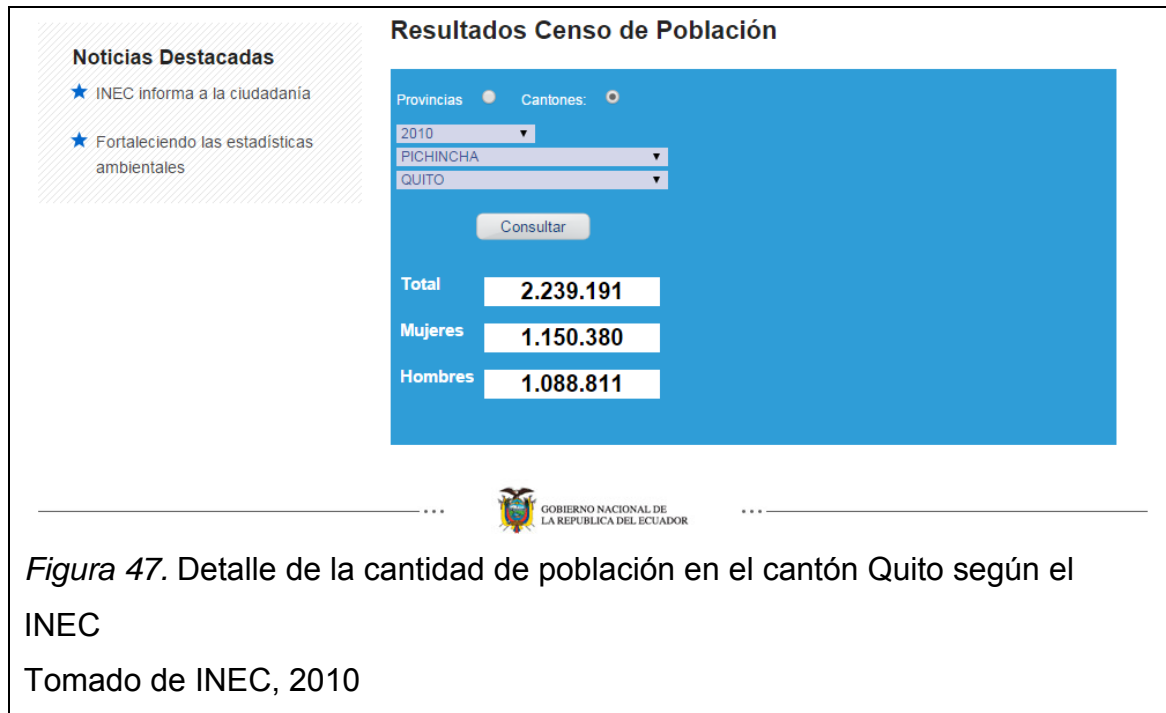 Noticias Destacadas
INEC informa a la ciudadanía
Fortaleciendo las estadísticas
ambientales
Resultados Censo de Población
Provincias Cantones:
2010
PICHINCHA
QUITO
Consultar
Total 2.239.191
Mujeres 1.150.380
Hombres 1.088.811
GOBIERNO NACIONAL DE
LA REPUBLICA DEL ECUADOR
Figura 47. Detalle de la cantidad de población en el cantón Quito según el
INEC
Tomado de INEC, 2010